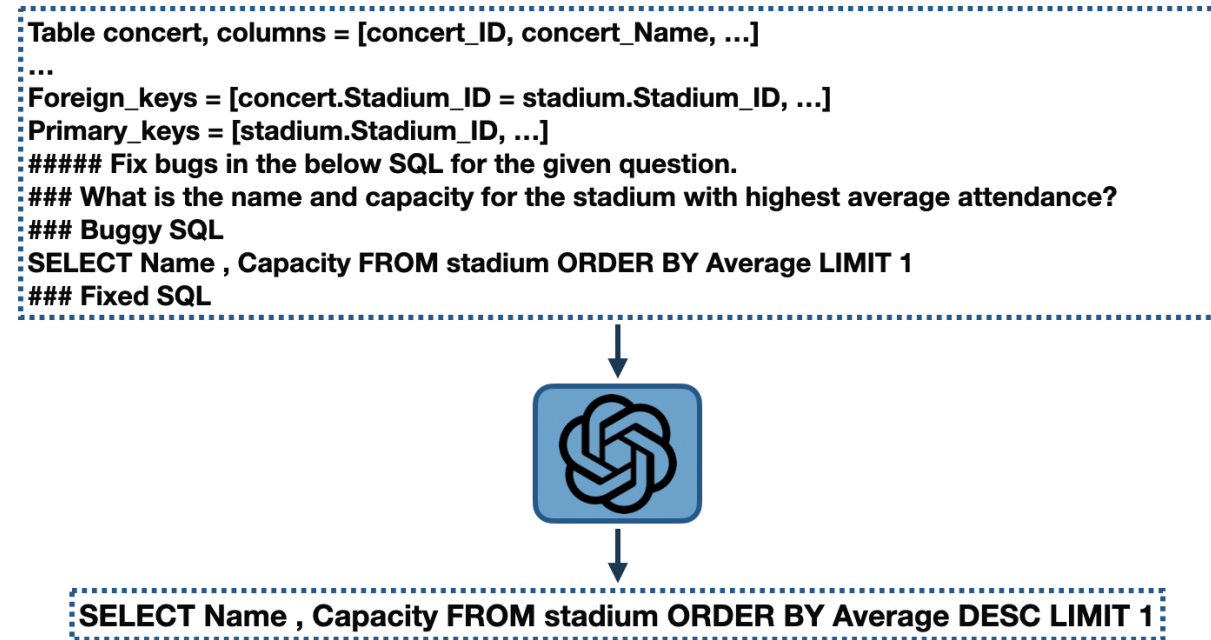 Table concert, columns = [concert_ID, concert_Name, ...]
...
Foreign_keys = [concert.Stadium_ID = stadium.Stadium_ID, ...]
Primary_keys = [stadium.Stadium_ID, ...]
##### Fix bugs in the below SQL for the given question.
### What is the name and capacity for the stadium with highest average attendance?
### Buggy SQL
SELECT Name , Capacity FROM stadium ORDER BY Average LIMIT 1
### Fixed SQL
SELECT Name , Capacity FROM stadium ORDER BY Average DESC LIMIT 1